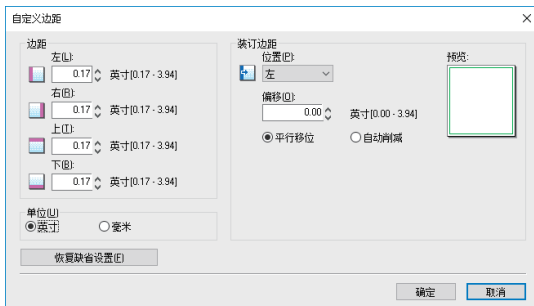 自定义边距
边距
左(L):
0.17 英寸[0.17 - 3.94]
右(R):
0.17 英寸[0.17 - 3.94]
上(T):
0.17 英寸[0.17 - 3.94]
下(B):
0.17 英寸[0.17 - 3.94]
单位(U)
英寸 毫米
恢复缺省设置(F)
装订边距
位置(P):
左
偏移(O):
0.00 英寸[0.00 - 3.94]
平行移位 自动削减
预览:
确定 取消